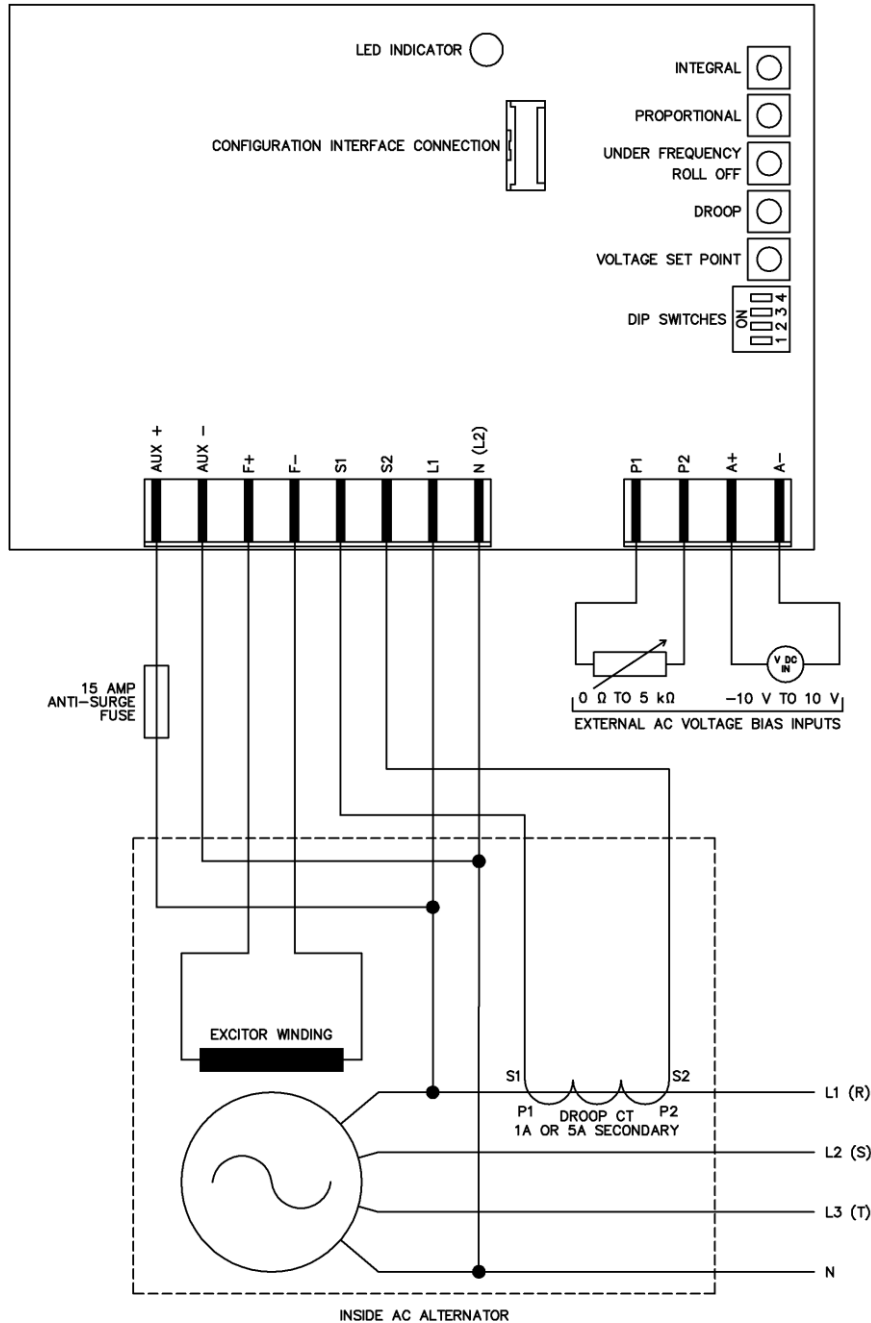 LED INDICATOR
INTEGRAL
PROPORTIONAL
CONFIGURATION INTERFACE CONNECTION
UNDER FREQUENCY
ROLL OFF
DROOP
VOLTAGE SET POINT
DIP SWITCHES
ON
1 2 3 4
AUX +
AUX -
F+
F-
S1
S2
L1
N (L2)
P1
P2
A+
A-
15 AMP
ANTI-SURGE
FUSE
V DC
IN
0 Ω TO 5 kΩ
-10 V TO 10 V
EXTERNAL AC VOLTAGE BIAS INPUTS
EXCITOR WINDING
S1
S2
P1
P2
DROOP CT
1A OR 5A SECONDARY
L1 (R)
L2 (S)
L3 (T)
N
INSIDE AC ALTERNATOR